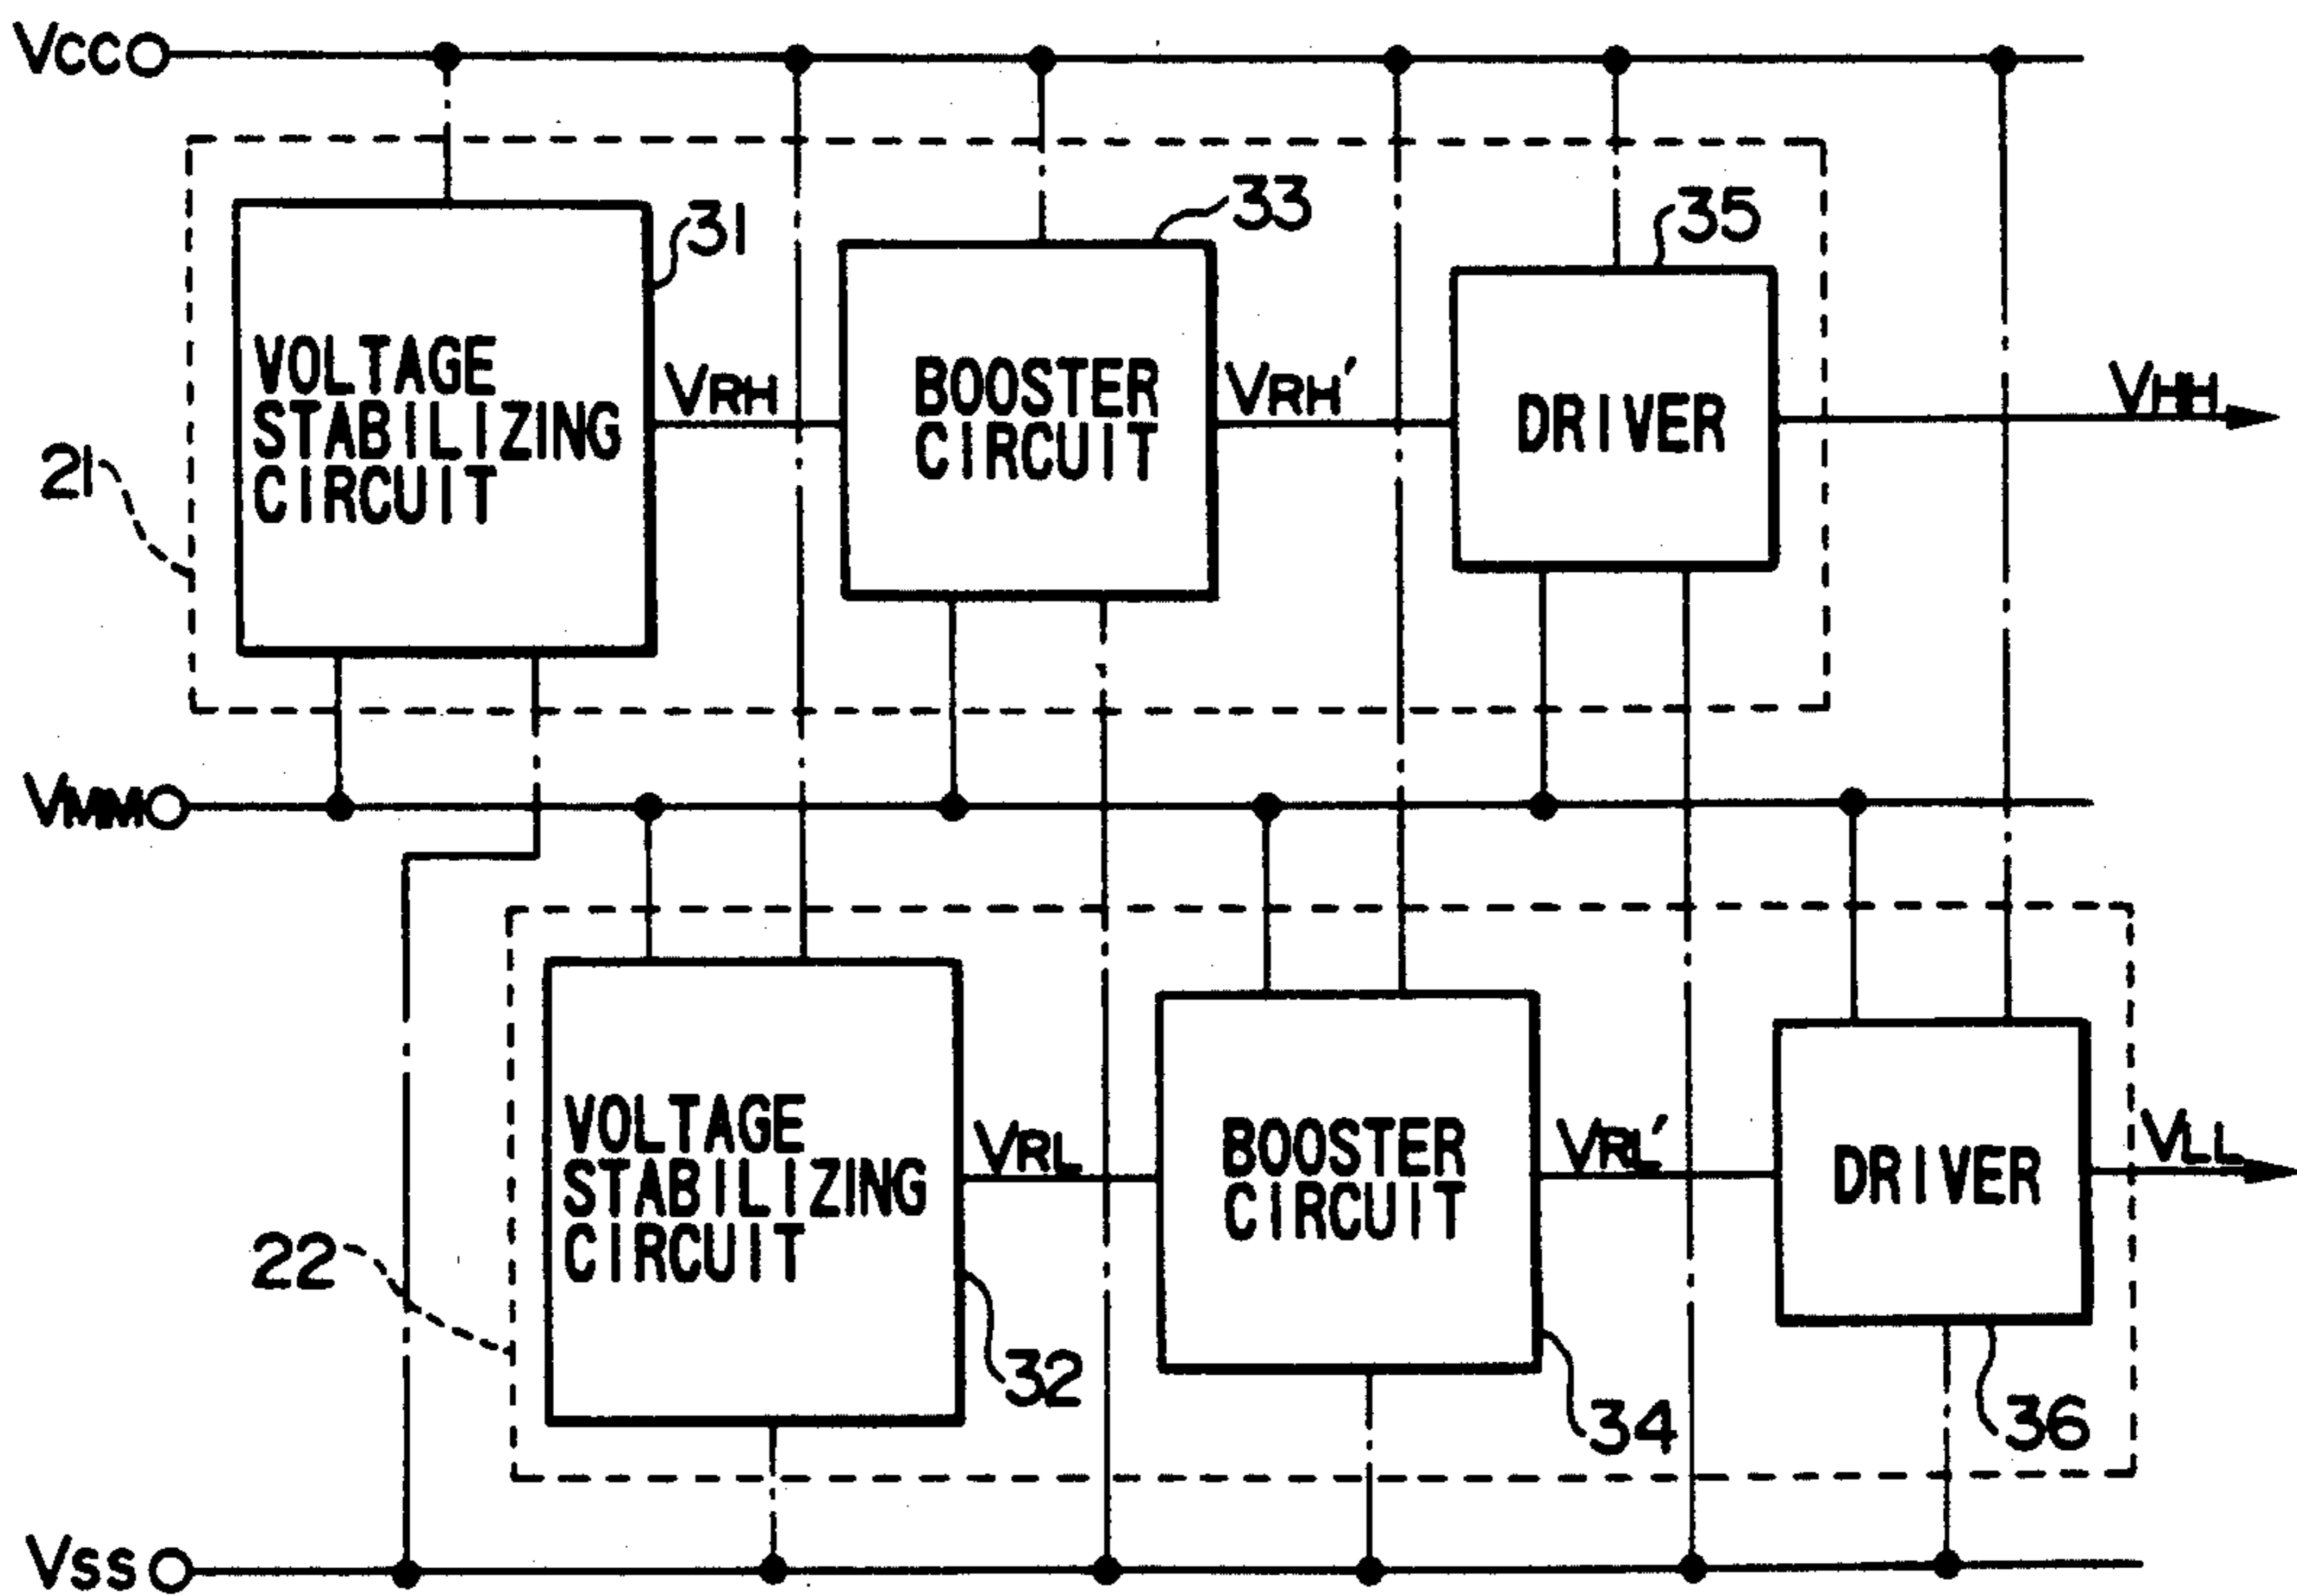 VCC
31
33
35
VOLTAGE
STABILIZING
CIRCUIT
VRH
BOOSTER
CIRCUIT
VRH'
DRIVER
VHH
21
VMM
VOLTAGE
STABILIZING
CIRCUIT
VRL
BOOSTER
CIRCUIT
VRL'
DRIVER
VLL
22
32
34
36
VSS